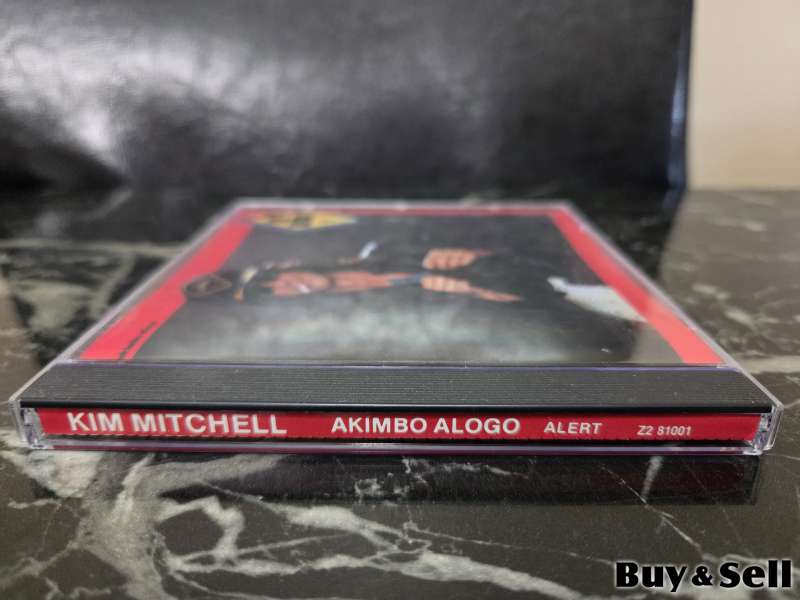 KIM MITCHELL AKIMBO ALOGO ALERT Z2 81001
Buy & Sell